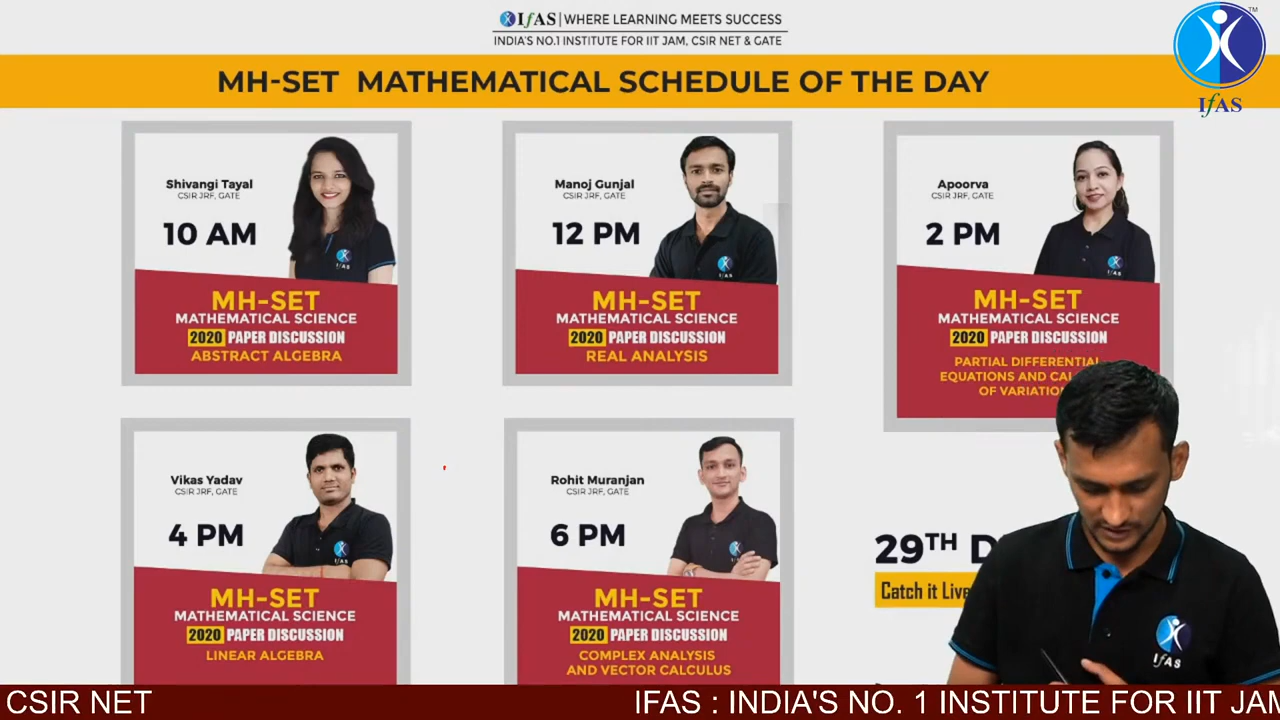 IfAS | WHERE LEARNING MEETS SUCCESS
INDIA'S NO.1 INSTITUTE FOR IIT JAM, CSIR NET & GATE
TM
IfAS
MH-SET MATHEMATICAL SCHEDULE OF THE DAY
Shivangi Tayal
CSIR JRF, GATE
10 AM
IfAS
MH-SET
MATHEMATICAL SCIENCE
2020 PAPER DISCUSSION
ABSTRACT ALGEBRA
Manoj Gunjal
CSIR JRF, GATE
12 PM
IfAS
MH-SET
MATHEMATICAL SCIENCE
2020 PAPER DISCUSSION
REAL ANALYSIS
Apoorva
CSIR JRF, GATE
2 PM
IfAS
MH-SET
MATHEMATICAL SCIENCE
2020 PAPER DISCUSSION
PARTIAL DIFFERENTIAL
EQUATIONS AND CAL
OF VARIATIO
Vikas Yadav
CSIR JRF, GATE
4 PM
IfAS
MH-SET
MATHEMATICAL SCIENCE
2020 PAPER DISCUSSION
LINEAR ALGEBRA
Rohit Muranjan
CSIR JRF, GATE
6 PM
MH-SET
MATHEMATICAL SCIENCE
2020 PAPER DISCUSSION
COMPLEX ANALYSIS
AND VECTOR CALCULUS
29TH D
Catch it Live
IfAS
CSIR NET IFAS : INDIA'S NO. 1 INSTITUTE FOR IIT JAM